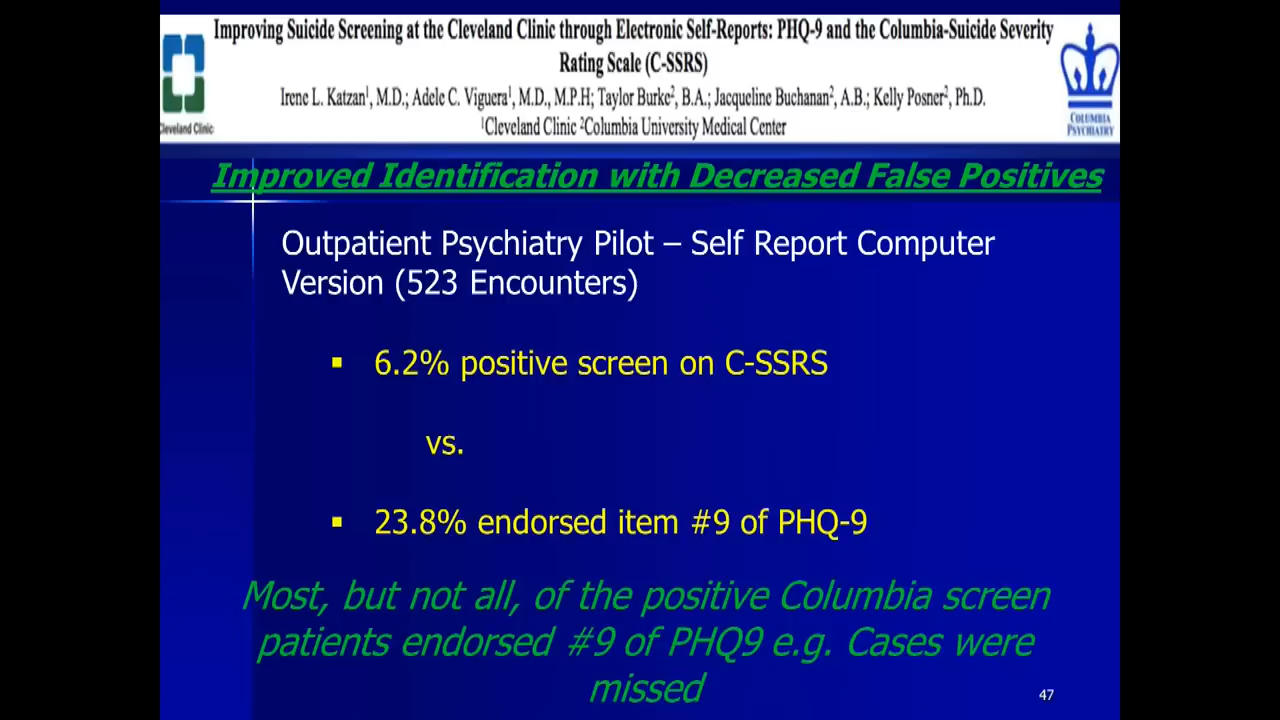 Improving Suicide Screening at the Cleveland Clinic through Electronic Self-Reports: PHQ-9 and the Columbia-Suicide Severity
Rating Scale (C-SSRS)
Irene L. Katzan¹, M.D.; Adele C. Viguera¹, M.D., M.P.H; Taylor Burke², B.A.; Jacqueline Buchanan², A.B.; Kelly Posner², Ph.D.
¹Cleveland Clinic ²Columbia University Medical Center
Cleveland Clinic
COLUMBIA
PSYCHIATRY
Improved Identification with Decreased False Positives
Outpatient Psychiatry Pilot – Self Report Computer
Version (523 Encounters)
▪ 6.2% positive screen on C-SSRS
vs.
▪ 23.8% endorsed item #9 of PHQ-9
Most, but not all, of the positive Columbia screen
patients endorsed #9 of PHQ9 e.g. Cases were
missed
47